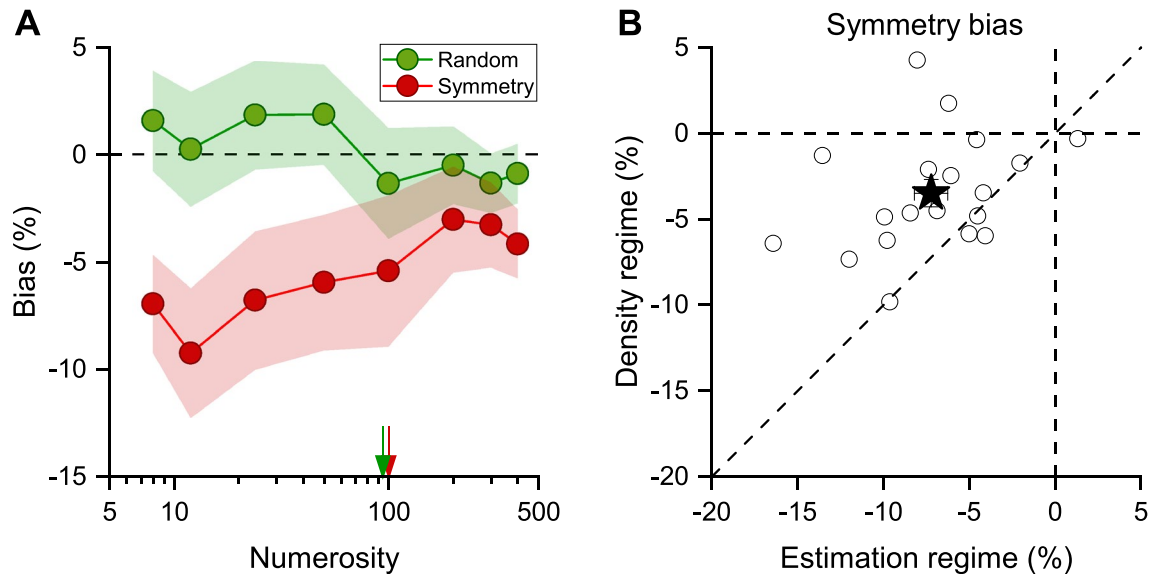 A
Bias (%)
5
0
-5
-10
-15
Random
Symmetry
5
10
100
500
Numerosity
B
Symmetry bias
Density regime (%)
5
0
-5
-10
-15
-20
-20
-15
-10
-5
0
5
Estimation regime (%)